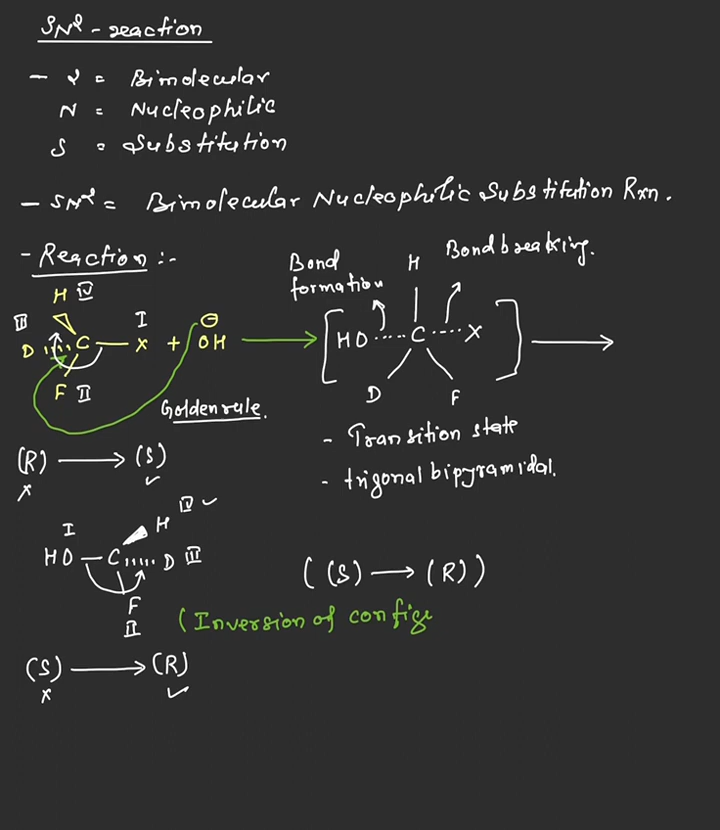 SN2 - reaction
- 2 = Bimolecular
N = Nucleophilic
S = Substitution
- SN2 = Bimolecular Nucleophilic Substitution Rxn.
- Reaction :-
Bond formation
H
Bond breaking.
H IV
III
I
D C — X + OH ⊖ ⟶ [ HO ..... C .... X ] ⟶
F II
D F
Golden rule.
- Transition state
- trigonal bipyramidal.
(R) ⟶ (S)
x ✓
IV ✓
I
H
HO — C ''''' D III
F
II
( (S) ⟶ (R) )
( Inversion of confige
(S) ⟶ (R)
x ✓